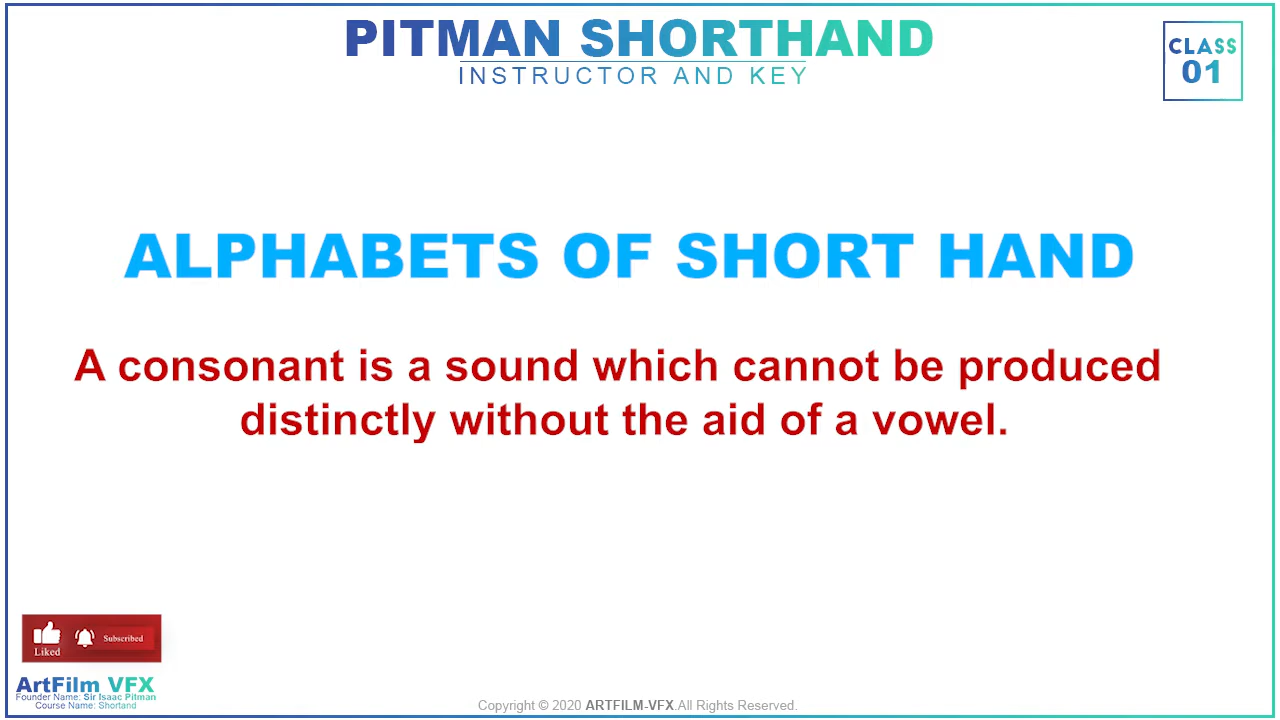 PITMAN SHORTHAND
INSTRUCTOR AND KEY
CLASS
01
ALPHABETS OF SHORT HAND
A consonant is a sound which cannot be produced
distinctly without the aid of a vowel.
Liked
Subscribed
ArtFilm VFX
Founder Name: Sir Isaac Pitman
Course Name: Shortand
Copyright © 2020 ARTFILM-VFX.All Rights Reserved.